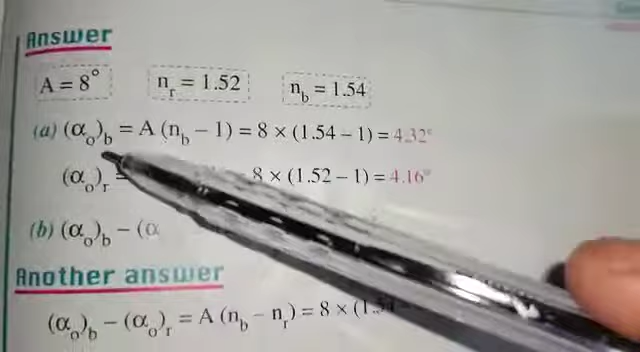 Answer
A = 8° n_r = 1.52 n_b = 1.54
(a) (α_o)_b = A (n_b − 1) = 8 × (1.54 − 1) = 4.32°
(α_o)_r = 8 × (1.52 − 1) = 4.16°
(b) (α_o)_b − (α
Another answer
(α_o)_b − (α_o)_r = A (n_b − n_r) = 8 × (1.54